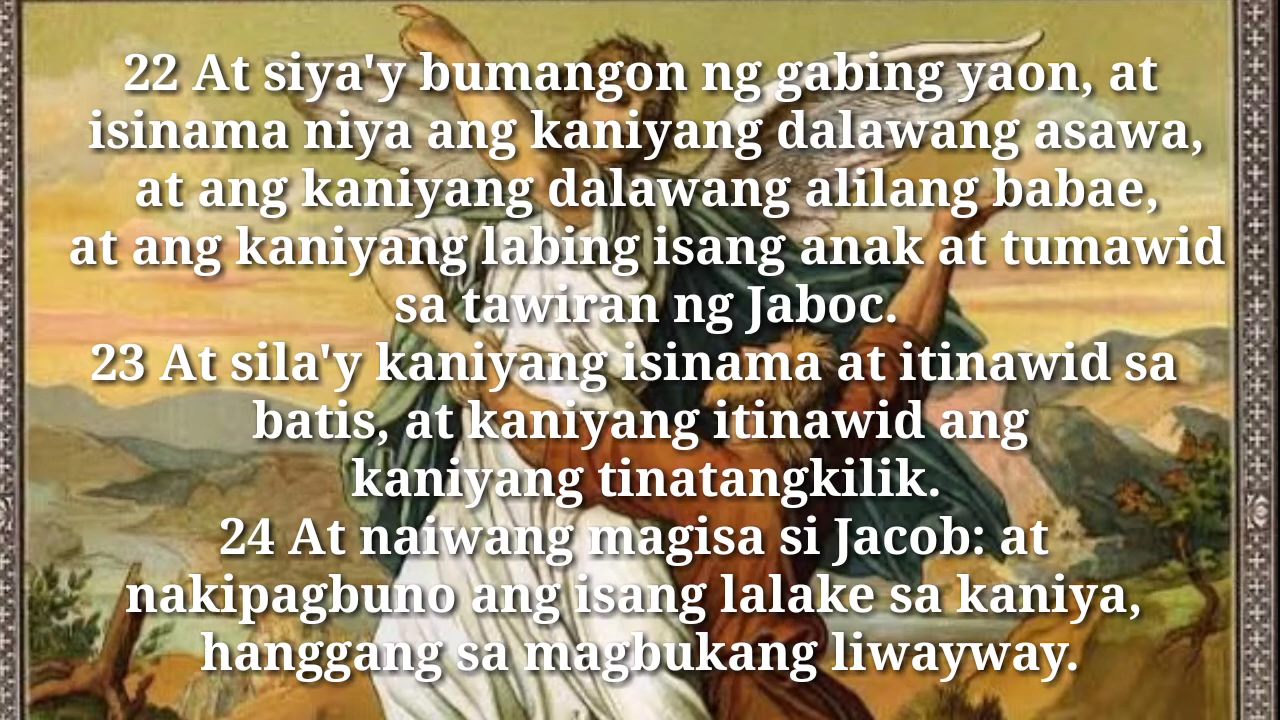 22 At siya'y bumangon ng gabing yaon, at
isinama niya ang kaniyang dalawang asawa,
at ang kaniyang dalawang alilang babae,
at ang kaniyang labing isang anak at tumawid
sa tawiran ng Jaboc.
23 At sila'y kaniyang isinama at itinawid sa
batis, at kaniyang itinawid ang
kaniyang tinatangkilik.
24 At naiwang magisa si Jacob: at
nakipagbuno ang isang lalake sa kaniya,
hanggang sa magbukang liwayway.